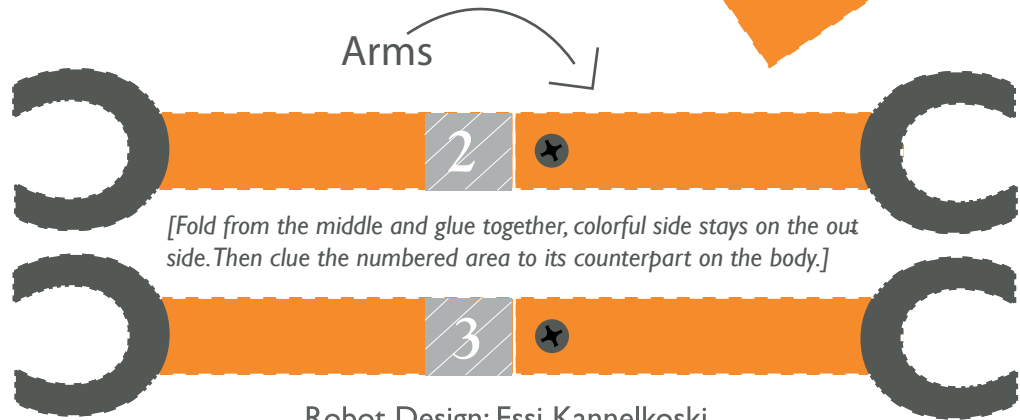 Arms
2
[Fold from the middle and glue together, colorful side stays on the out
side. Then clue the numbered area to its counterpart on the body.]
3
Robot Design: Essi Kannelkoski